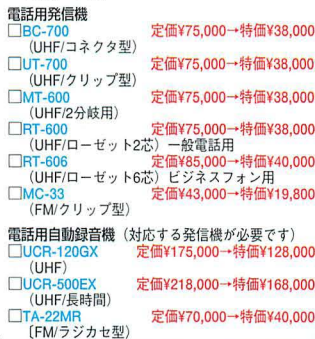 電話用発信機
□BC-700 定価¥75,000→特価¥38,000
（UHF/コネクタ型）
□UT-700 定価¥75,000→特価¥38,000
（UHF/クリップ型）
□MT-600 定価¥75,000→特価¥38,000
（UHF/2分岐用）
□RT-600 定価¥75,000→特価¥38,000
（UHF/ローゼット2芯）一般電話用
□RT-606 定価¥85,000→特価¥40,000
（UHF/ローゼット6芯）ビジネスフォン用
□MC-33 定価¥43,000→特価¥19,800
（FM/クリップ型）
電話用自動録音機（対応する発信機が必要です）
□UCR-120GX 定価¥175,000→特価¥128,000
（UHF）
□UCR-500EX 定価¥218,000→特価¥168,000
（UHF/長時間）
□TA-22MR 定価¥70,000→特価¥40,000
〔FM/ラジカセ型）